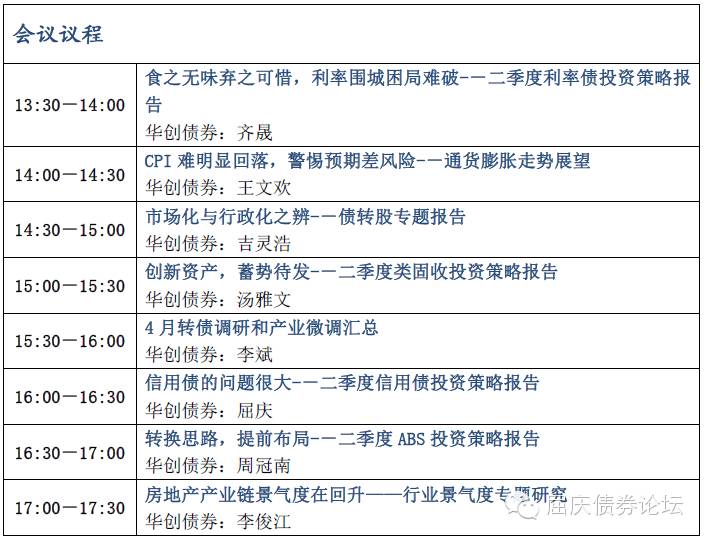 会议议程
13:30－14:00
食之无味弃之可惜，利率围城困局难破-－二季度利率债投资策略报
告
华创债券：齐晟
14:00－14:30
CPI 难明显回落，警惕预期差风险-－通货膨胀走势展望
华创债券：王文欢
14:30－15:00
市场化与行政化之辨-－债转股专题报告
华创债券：吉灵浩
15:00－15:30
创新资产，蓄势待发-－二季度类固收投资策略报告
华创债券：汤雅文
15:30－16:00
4 月转债调研和产业微调汇总
华创债券：李斌
16:00－16:30
信用债的问题很大-－二季度信用债投资策略报告
华创债券：屈庆
16:30－17:00
转换思路，提前布局-－二季度 ABS 投资策略报告
华创债券：周冠南
17:00－17:30
房地产产业链景气度在回升——行业景气度专题研究
华创债券：李俊江
屈庆债券论坛